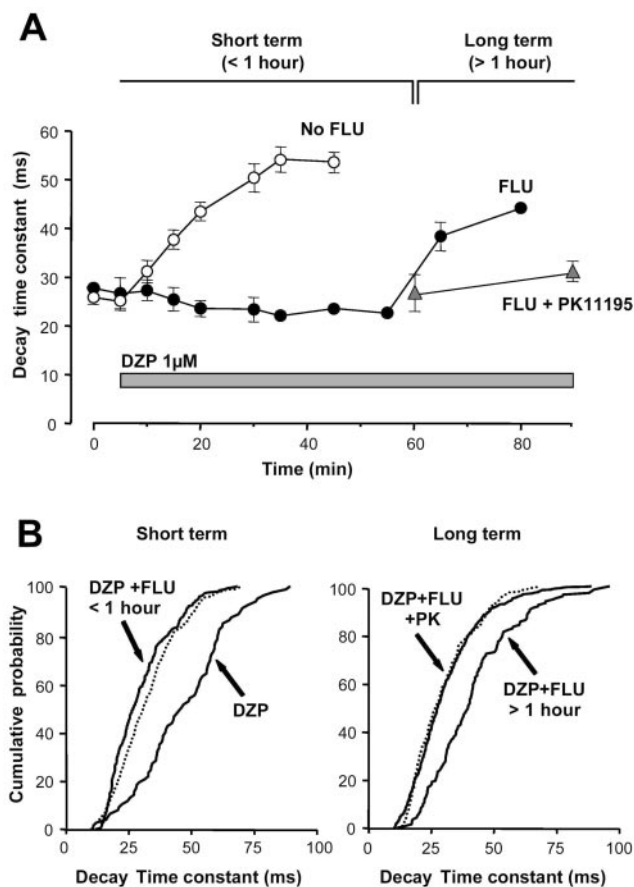 A
Short term
(< 1 hour)
Long term
(> 1 hour)
60
50
40
30
20
10
0
Decay time constant (ms)
No FLU
FLU
FLU + PK11195
DZP 1µM
0 20 40 60 80
Time (min)
B
Short term
100
80
60
40
20
0
Cumulative probability
DZP +FLU
< 1 hour
DZP
0 25 50 75 100
Decay Time constant (ms)
Long term
100
80
60
40
20
0
DZP+FLU
+PK
DZP+FLU
> 1 hour
0 25 50 75 100
Decay Time constant (ms)